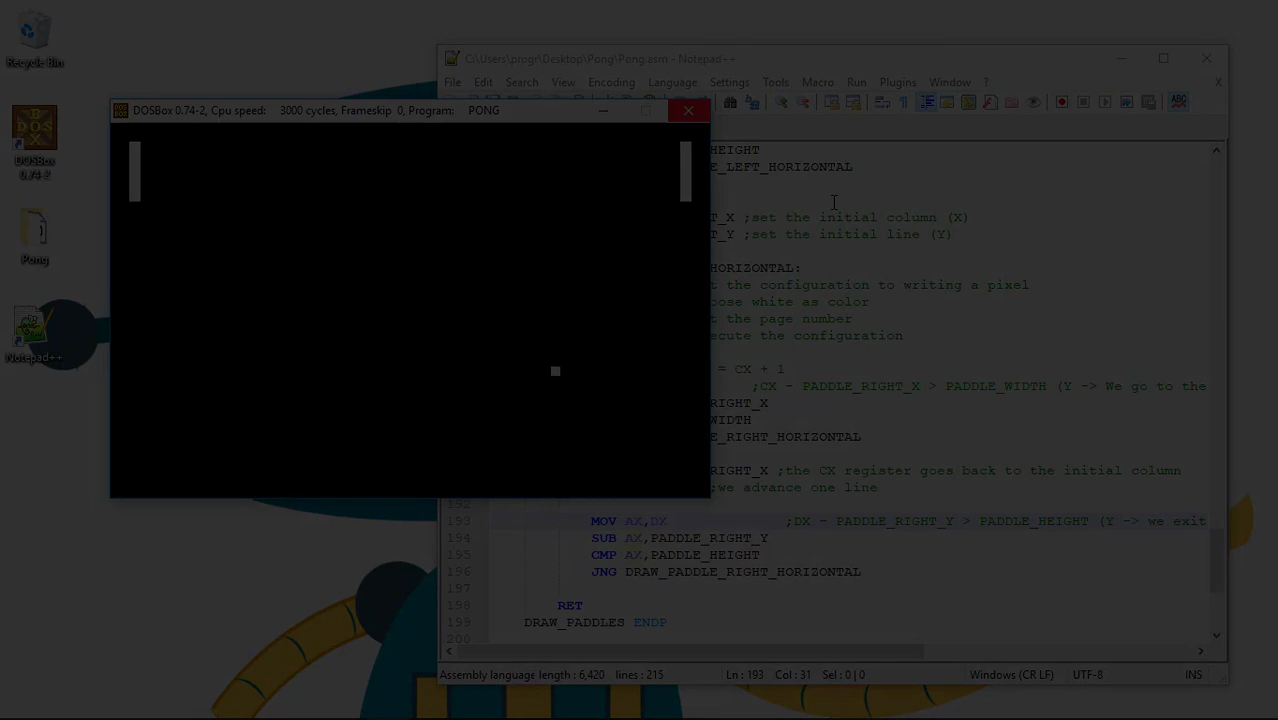 Recycle Bin
DOSBox
0.74-2
Pong
Notepad++
C:\Users\progr\Desktop\Pong\Pong.asm - Notepad++
File Edit Search View Encoding Language Settings Tools Macro Run Plugins Window ? X
DOSBox 0.74-2, Cpu speed: 3000 cycles, Frameskip 0, Program: PONG
HEIGHT
E_LEFT_HORIZONTAL
T_X ;set the initial column (X)
T_Y ;set the initial line (Y)
HORIZONTAL:
t the configuration to writing a pixel
oose white as color
t the page number
ecute the configuration
= CX + 1
;CX - PADDLE_RIGHT_X > PADDLE_WIDTH (Y -> We go to the
RIGHT_X
WIDTH
E_RIGHT_HORIZONTAL
RIGHT_X ;the CX register goes back to the initial column
;we advance one line
192
193 MOV AX,DX ;DX - PADDLE_RIGHT_Y > PADDLE_HEIGHT (Y -> we exit
194 SUB AX,PADDLE_RIGHT_Y
195 CMP AX,PADDLE_HEIGHT
196 JNG DRAW_PADDLE_RIGHT_HORIZONTAL
197
198 RET
199 DRAW_PADDLES ENDP
200
Assembly language length : 6,420 lines : 215 Ln : 193 Col : 31 Sel : 0 | 0 Windows (CR LF) UTF-8 INS